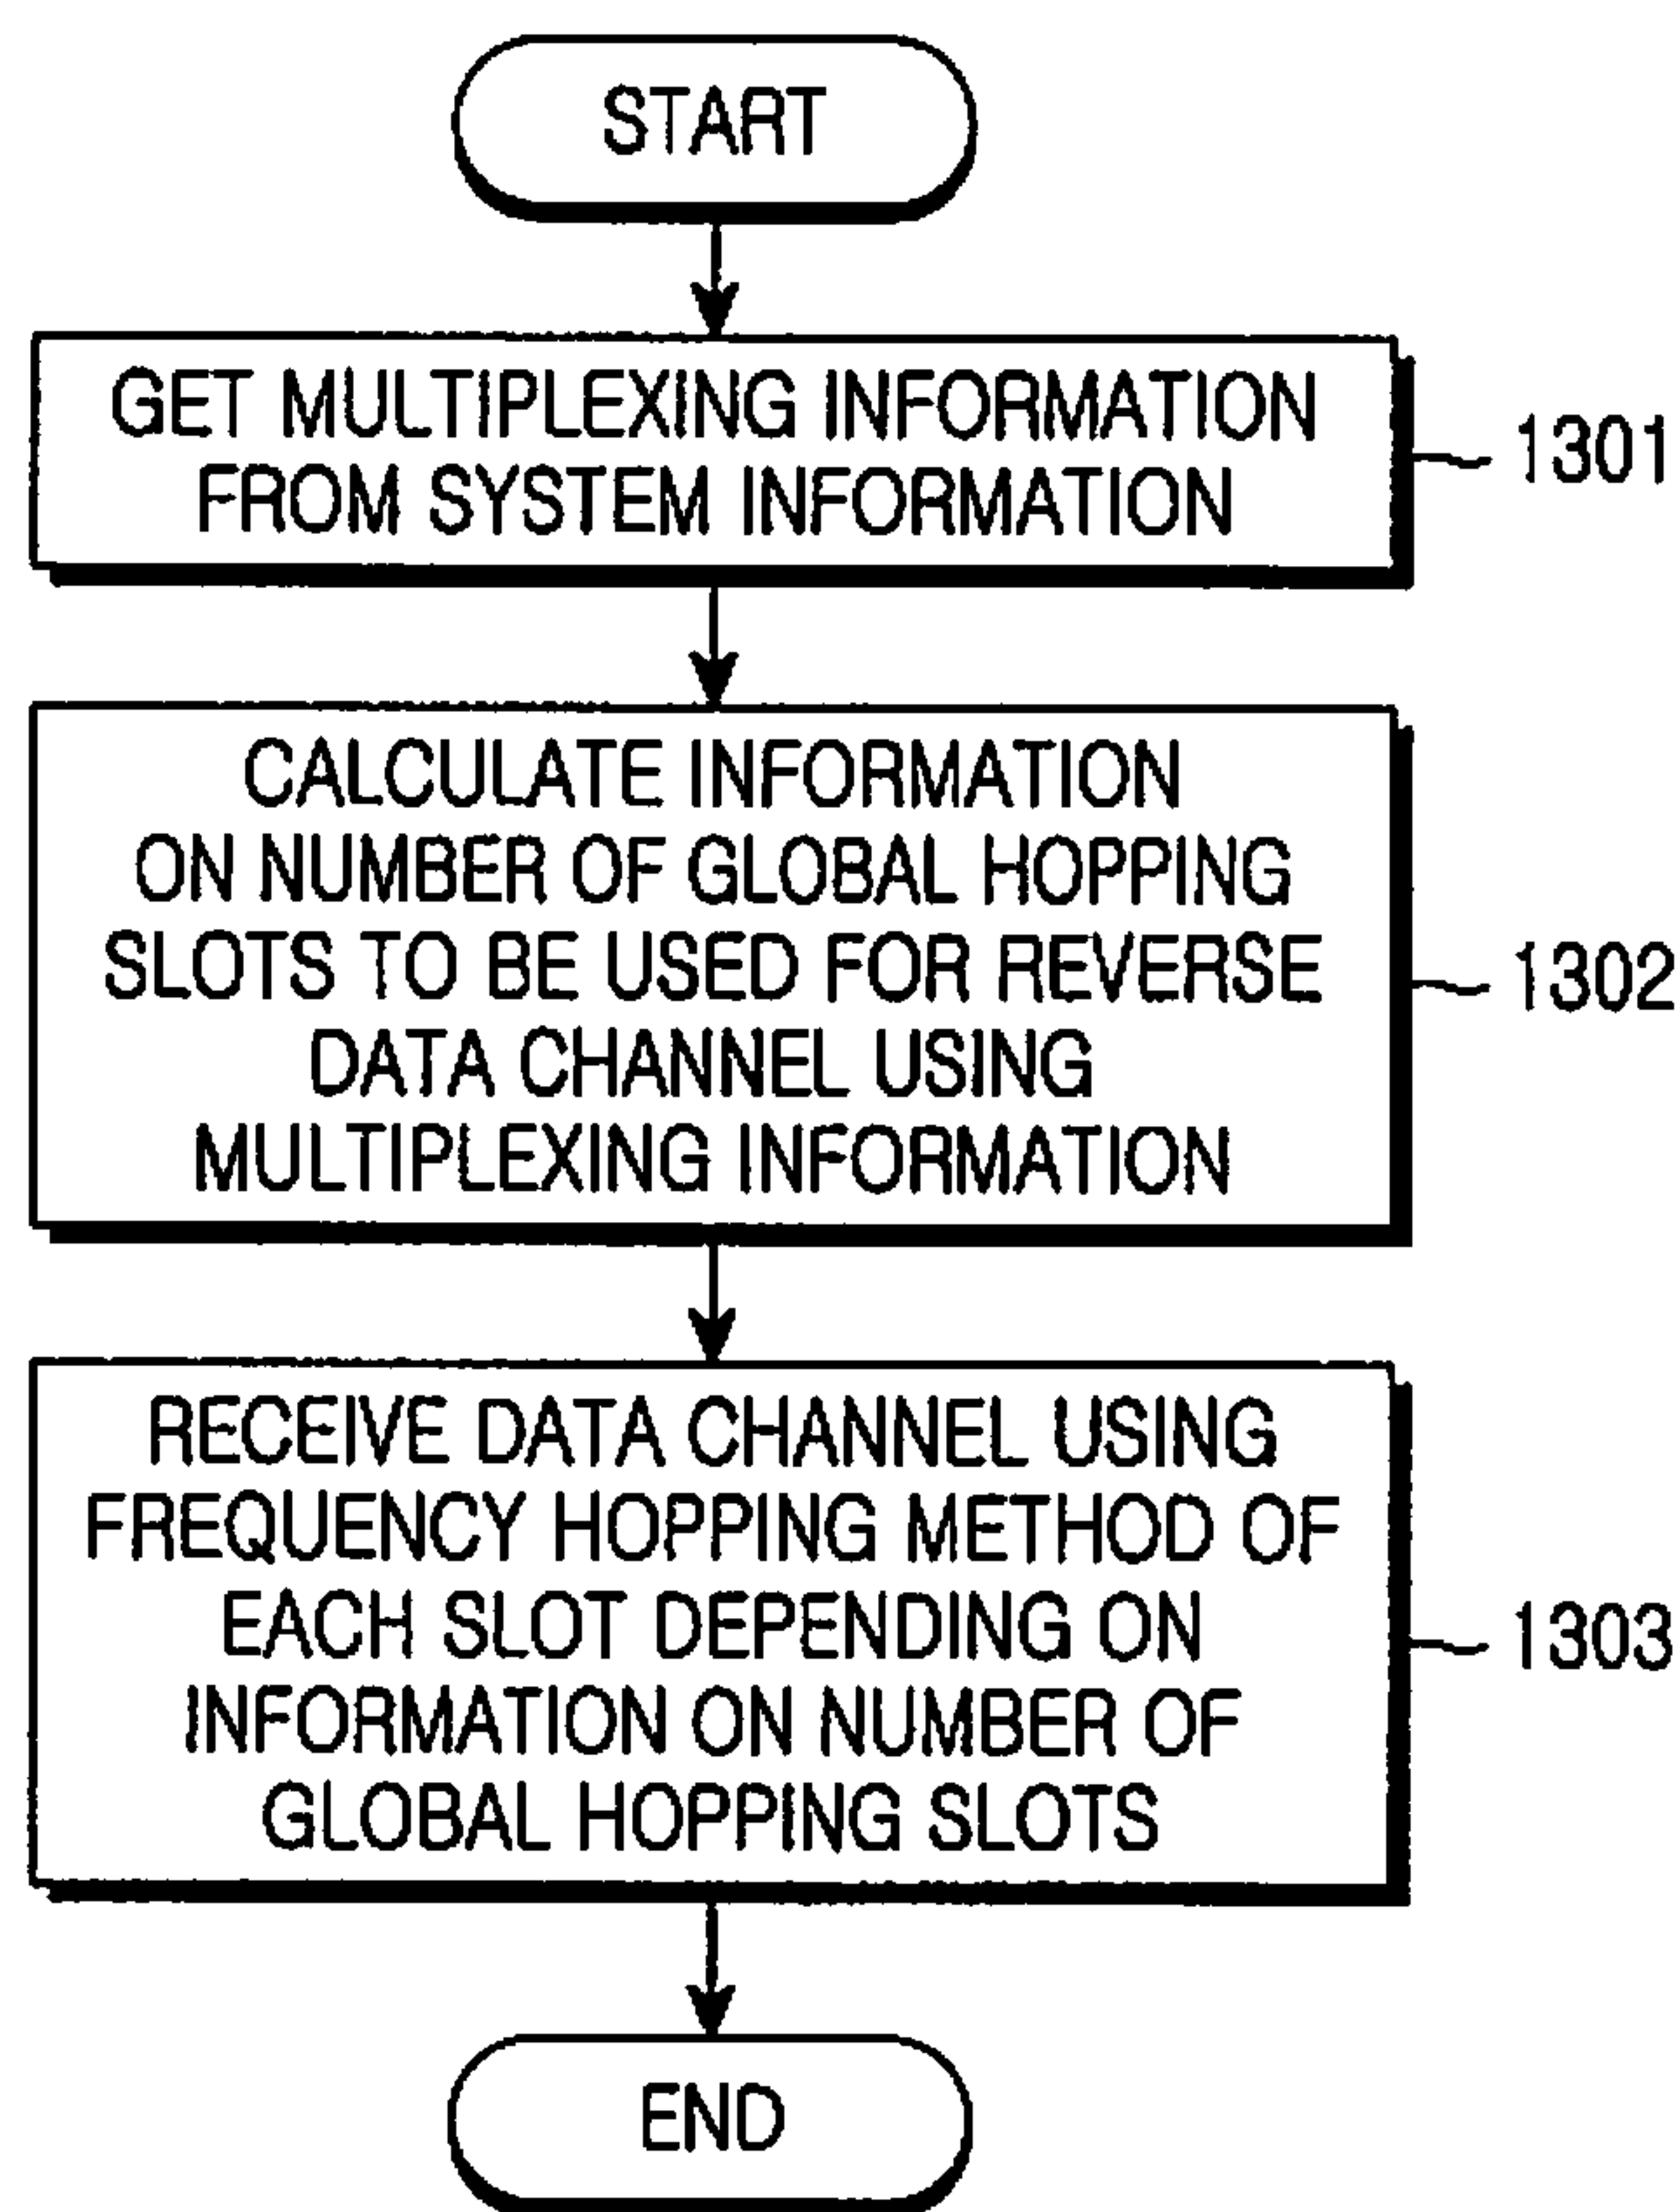 START
GET MULTIPLEXING INFORMATION
FROM SYSTEM INFORMATION
1301
CALCULATE INFORMATION
ON NUMBER OF GLOBAL HOPPING
SLOTS TO BE USED FOR REVERSE
DATA CHANNEL USING
MULTIPLEXING INFORMATION
1302
RECEIVE DATA CHANNEL USING
FREQUENCY HOPPING METHOD OF
EACH SLOT DEPENDING ON
INFORMATION ON NUMBER OF
GLOBAL HOPPING SLOTS
1303
END